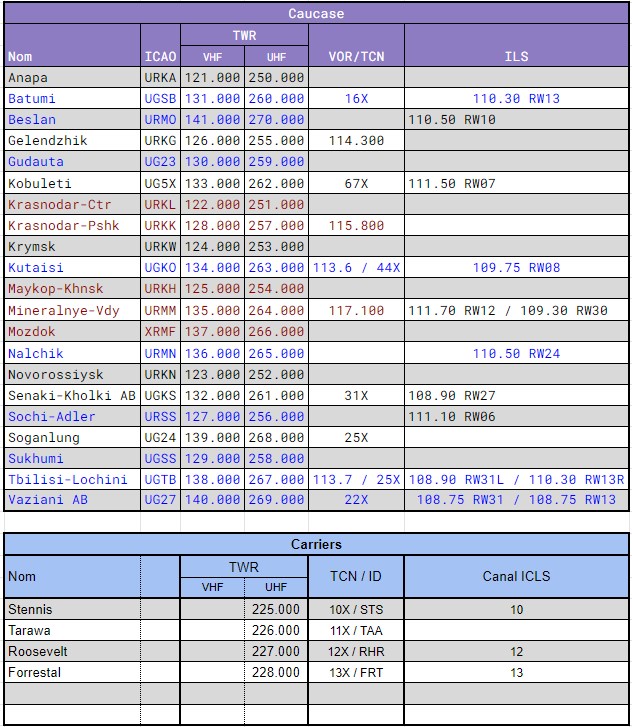 Caucase
Nom ICAO TWR VHF UHF VOR/TCN ILS
Anapa URKA 121.000 250.000
Batumi UGSB 131.000 260.000 16X 110.30 RW13
Beslan URMO 141.000 270.000 110.50 RW10
Gelendzhik URKG 126.000 255.000 114.300
Gudauta UG23 130.000 259.000
Kobuleti UG5X 133.000 262.000 67X 111.50 RW07
Krasnodar-Ctr URKL 122.000 251.000
Krasnodar-Pshk URKK 128.000 257.000 115.800
Krymsk URKW 124.000 253.000
Kutaisi UGKO 134.000 263.000 113.6 / 44X 109.75 RW08
Maykop-Khnsk URKH 125.000 254.000
Mineralnye-Vdy URMM 135.000 264.000 117.100 111.70 RW12 / 109.30 RW30
Mozdok XRMF 137.000 266.000
Nalchik URMN 136.000 265.000 110.50 RW24
Novorossiysk URKN 123.000 252.000
Senaki-Kholki AB UGKS 132.000 261.000 31X 108.90 RW27
Sochi-Adler URSS 127.000 256.000 111.10 RW06
Soganlung UG24 139.000 268.000 25X
Sukhumi UGSS 129.000 258.000
Tbilisi-Lochini UGTB 138.000 267.000 113.7 / 25X 108.90 RW31L / 110.30 RW13R
Vaziani AB UG27 140.000 269.000 22X 108.75 RW31 / 108.75 RW13
Carriers
Nom TWR VHF UHF TCN / ID Canal ICLS
Stennis 225.000 10X / STS 10
Tarawa 226.000 11X / TAA
Roosevelt 227.000 12X / RHR 12
Forrestal 228.000 13X / FRT 13